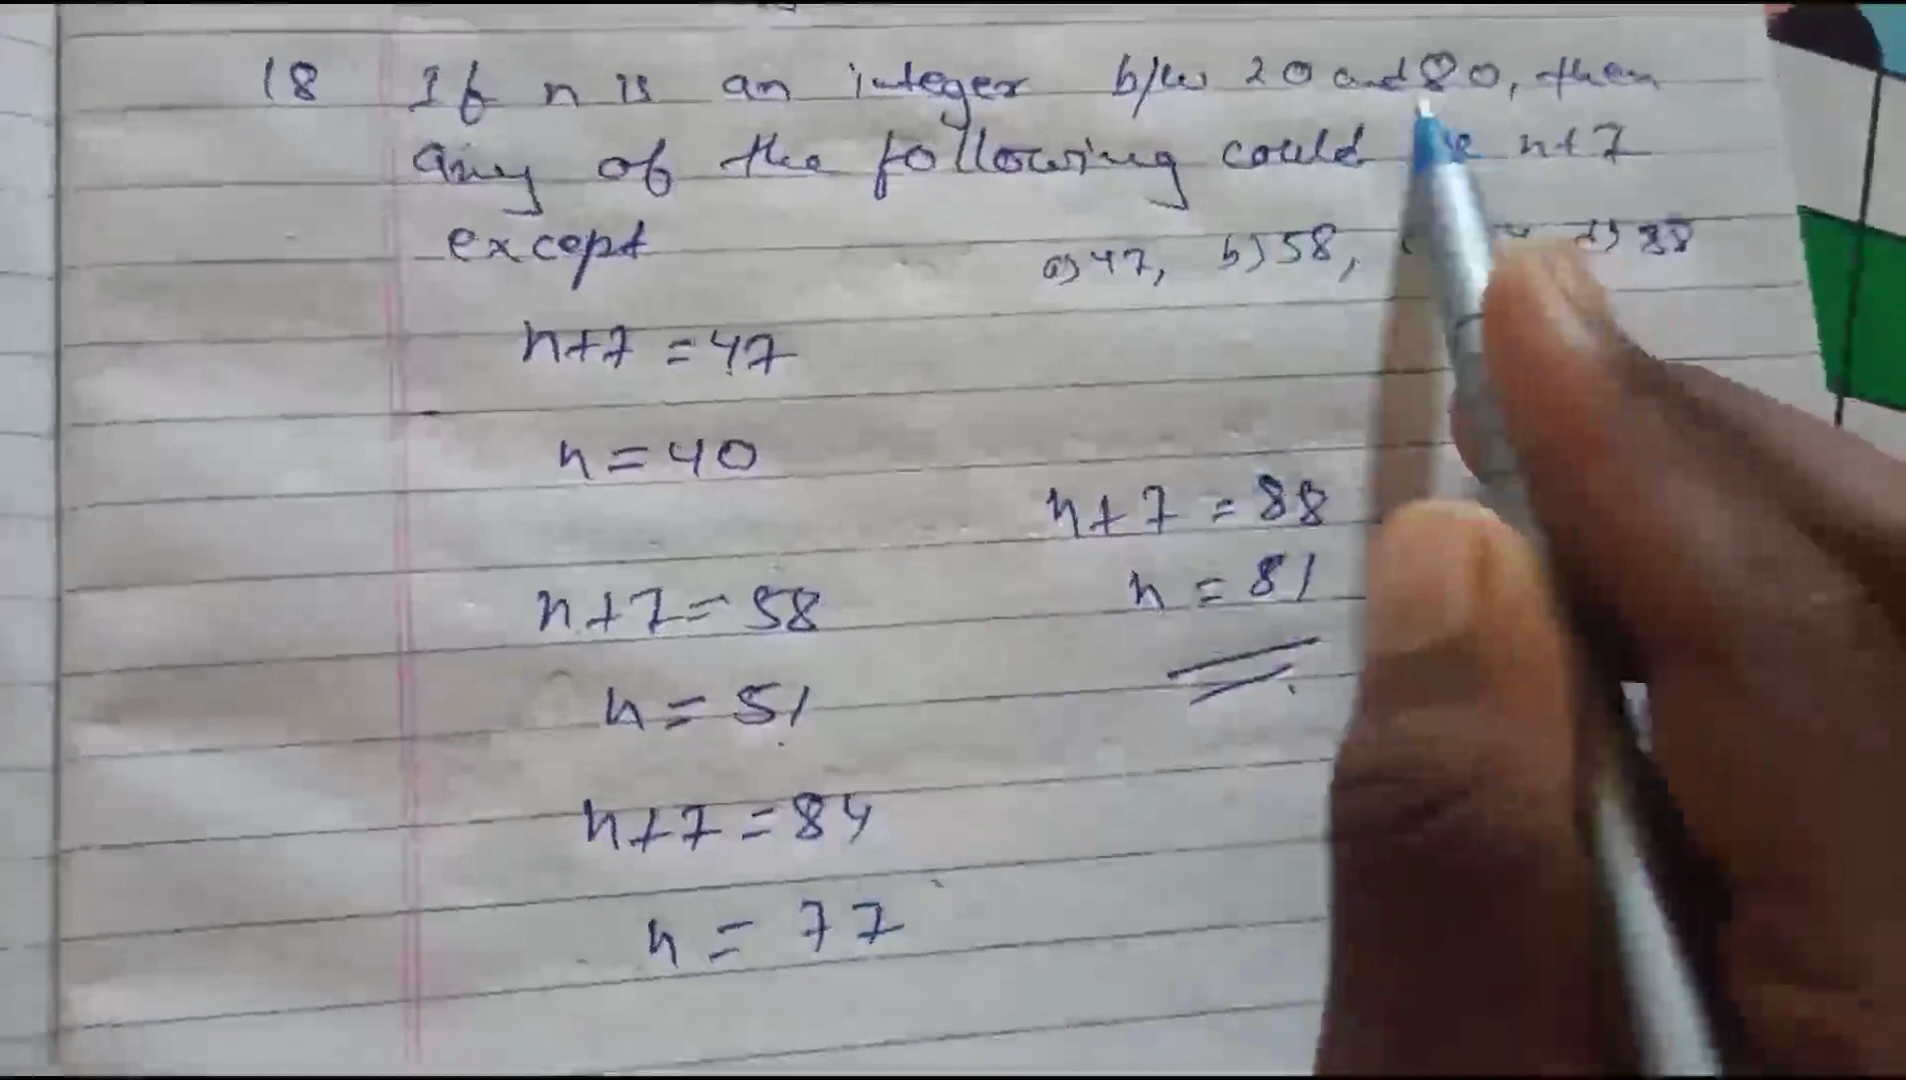 18 If n is an integer b/w 20 and 80, then
any of the following could n+7
except a) 47, b) 58, d) 88
n+7 = 47
n = 40
n+7 = 88
n = 81
n+7 = 58
n = 51
n+7 = 84
n = 77